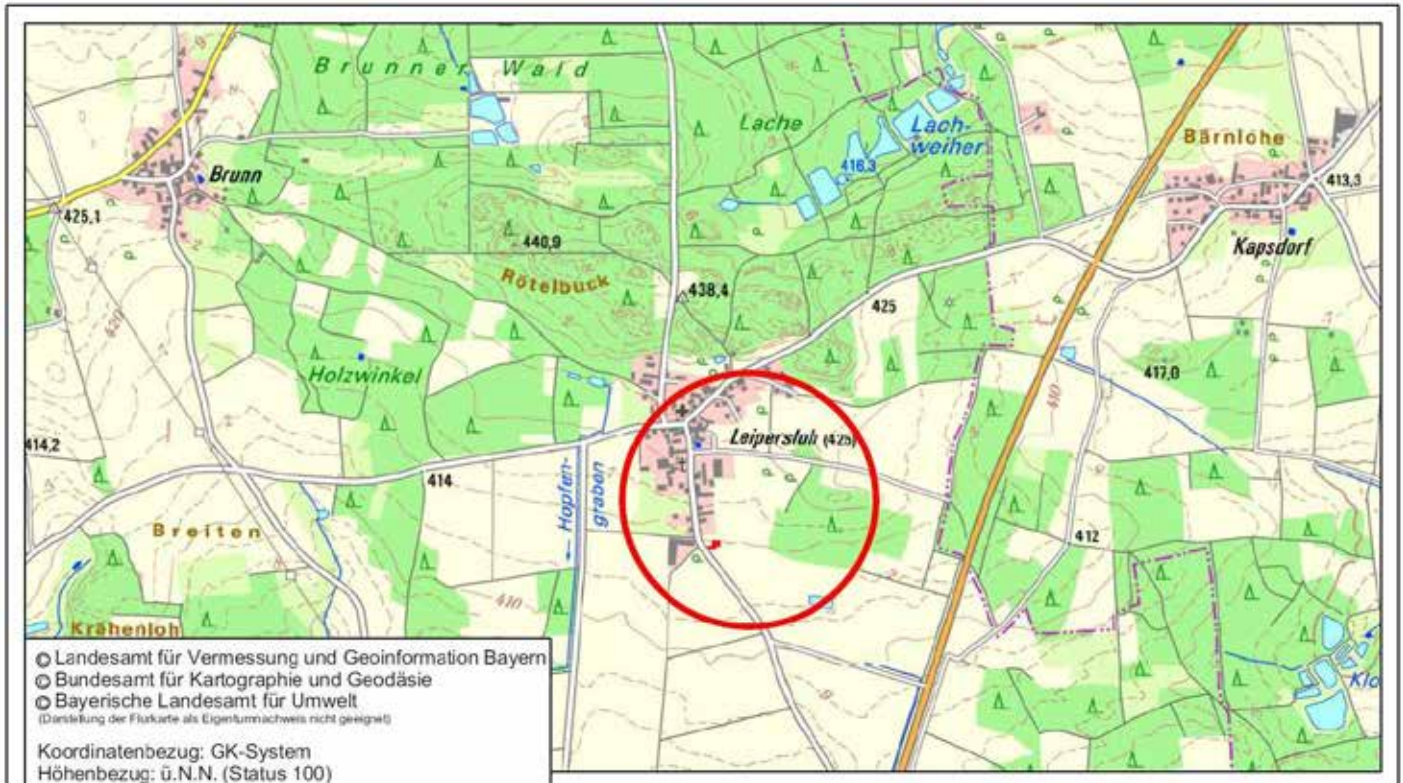 Brunner Wald
Lache
Lach-
weiher
416,3
Bärnlohe
413,3
Brunn
425,1
440,9
Rötelbuck
438,4
425
Kapsdorf
Holzwinkel
417,0
414,2
414
Hopfen-
graben
Leipersloh (425)
410
Breiten
412
410
Krähenloh
420
© Landesamt für Vermessung und Geoinformation Bayern
© Bundesamt für Kartographie und Geodäsie
© Bayerische Landesamt für Umwelt
(Darstellung der Flurkarte als Eigentumnachweis nicht geeignet)
Koordinatenbezug: GK-System
Höhenbezug: ü.N.N. (Status 100)